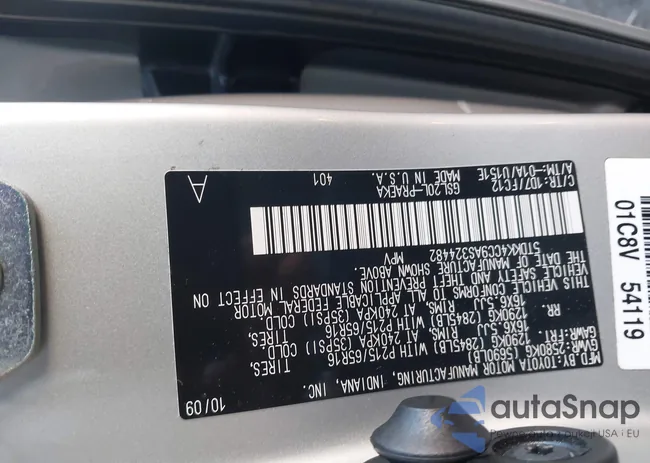 MFD.BY:TOYOTA MOTOR MANUFACTURING, INDIANA, INC. 10/09
GVWR:2580KG (5690LB)
GAWR:FRT. 1290KG (2845LB) WITH P215/65R16 TIRES,
16X6.5JJ RIMS, AT 240KPA (35PSI) COLD
RR 1290KG (2845LB) WITH P215/65R16 TIRES,
16X6.5JJ RIMS, AT 240KPA (35PSI) COLD
THIS VEHICLE CONFORMS TO ALL APPLICABLE FEDERAL MOTOR
VEHICLE SAFETY AND THEFT PREVENTION STANDARDS IN EFFECT ON
THE DATE OF MANUFACTURE SHOWN ABOVE.
5TDKK4CC9AS324482 MPV
C/TR:1D7/FC12 GSL20L-PRAEKA 401 A
A/TM:-01A/U151E MADE IN U.S.A.
01C8V 54119
autaSnap